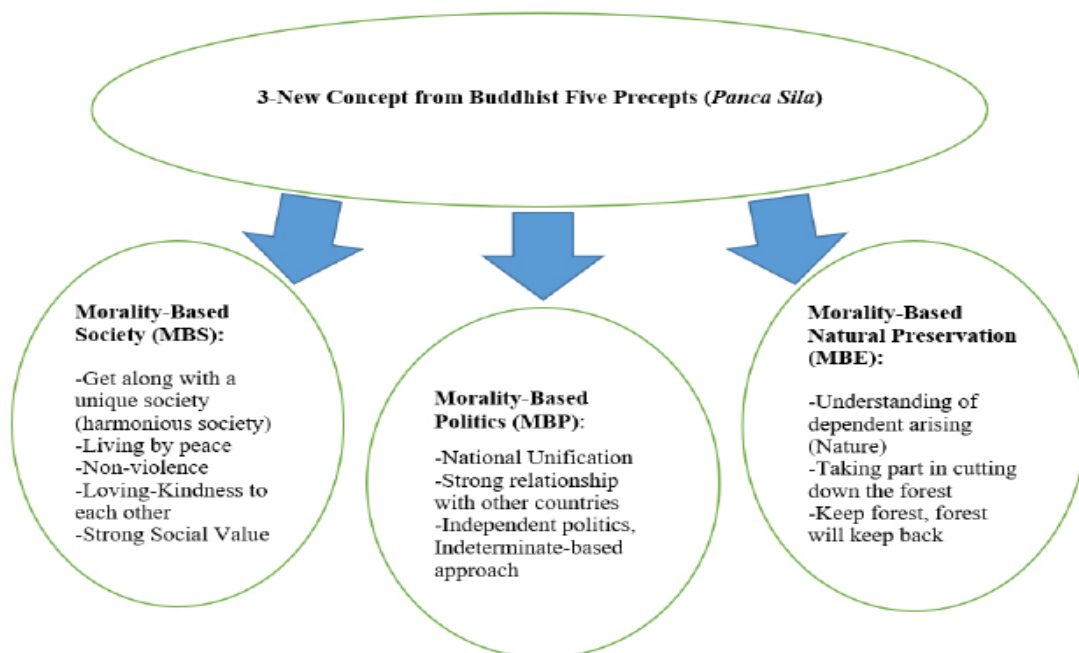 3-New Concept from Buddhist Five Precepts (Panca Sila)
Morality-Based
Society (MBS):
-Get along with a
unique society
(harmonious society)
-Living by peace
-Non-violence
-Loving-Kindness to
each other
-Strong Social Value
Morality-Based
Politics (MBP):
-National Unification
-Strong relationship
with other countries
-Independent politics,
Indeterminate-based
approach
Morality-Based
Natural Preservation
(MBE):
-Understanding of
dependent arising
(Nature)
-Taking part in cutting
down the forest
-Keep forest, forest
will keep back